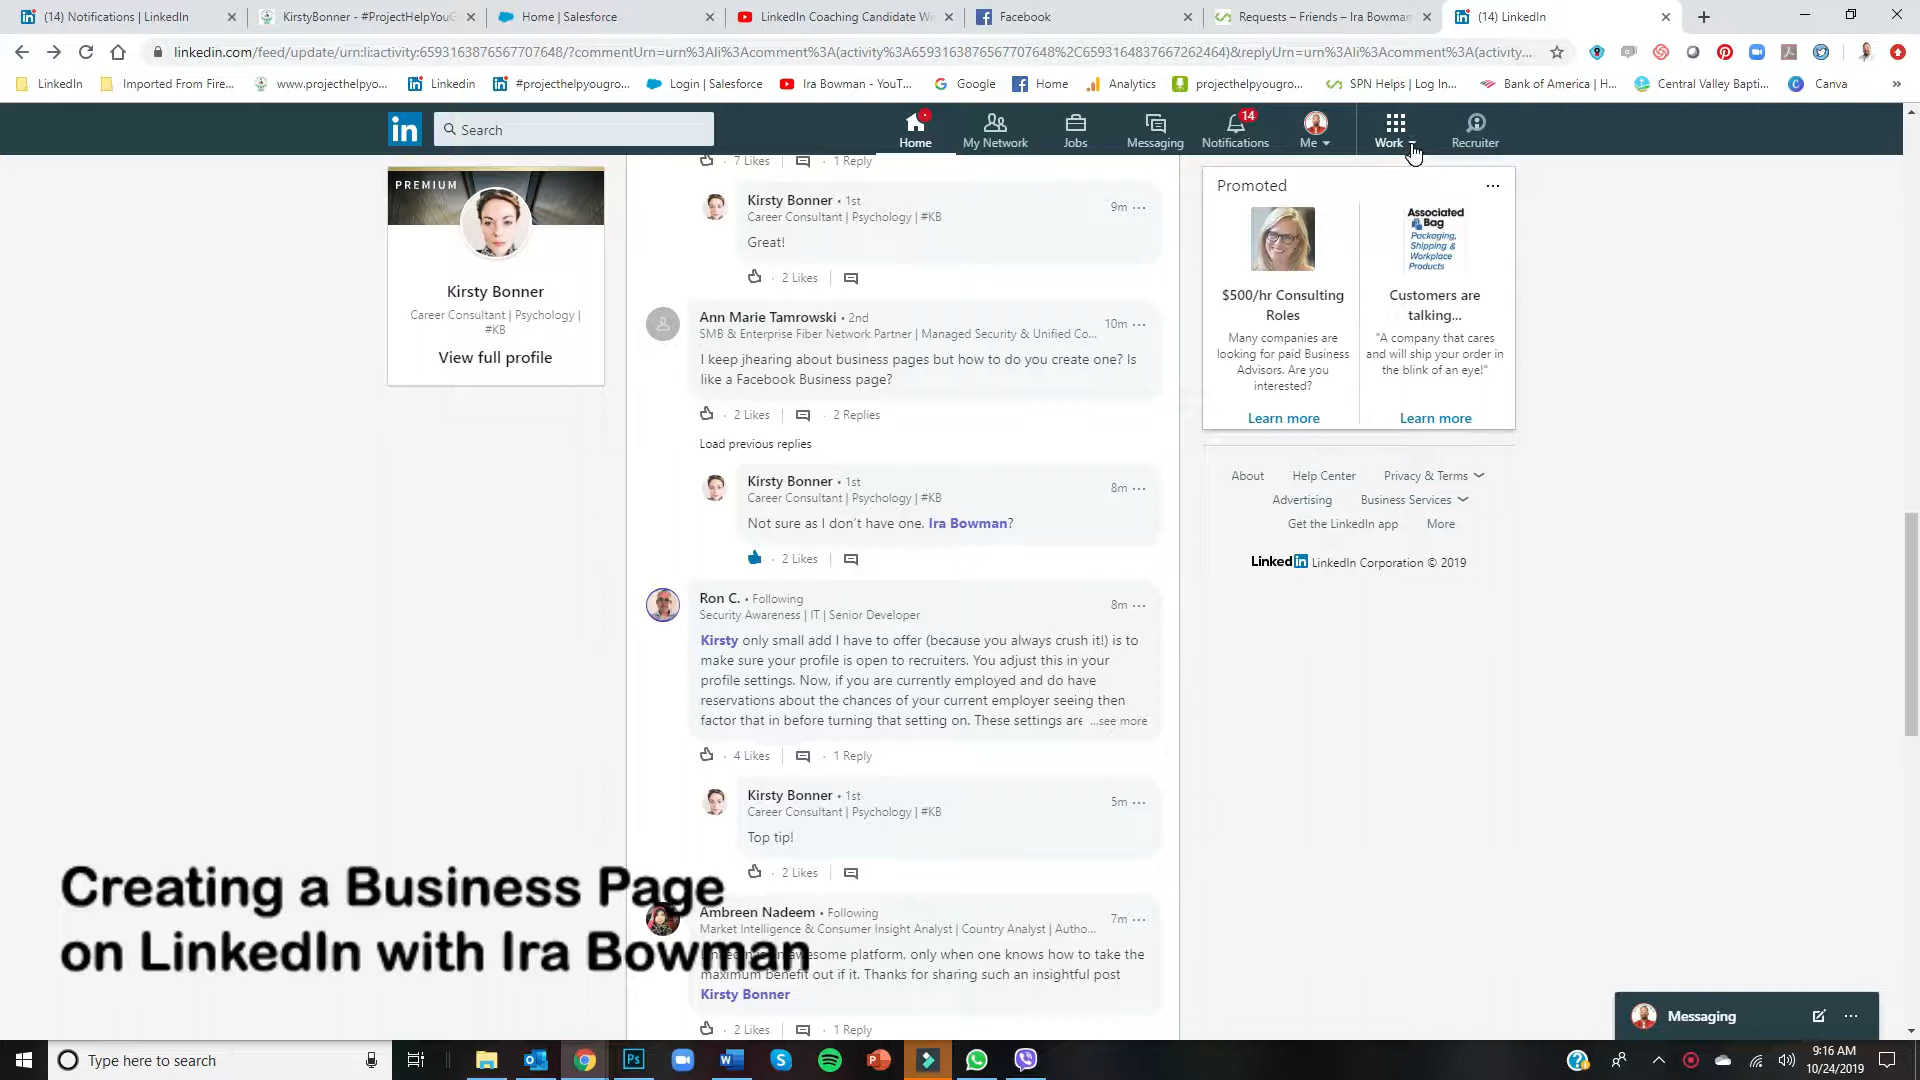 (14) Notifications | LinkedIn
KirstyBonner - #ProjectHelpYouG
Home | Salesforce
LinkedIn Coaching Candidate Wi
Facebook
Requests – Friends – Ira Bowman
(14) LinkedIn
linkedin.com/feed/update/urn:li:activity:6593163876567707648/?commentUrn=urn%3Ali%3Acomment%3A(activity%3A6593163876567707648%2C6593164837667262464)&replyUrn=urn%3Ali%3Acomment%3A(activity...
LinkedIn
Imported From Fire...
www.projecthelpyo...
Linkedin
#projecthelpyougro...
Login | Salesforce
Ira Bowman - YouT...
Google
Home
Analytics
projecthelpyougro...
SPN Helps | Log In...
Bank of America | H...
Central Valley Bapti...
Canva
»
in
Search
Home
My Network
Jobs
Messaging
14
Notifications
Me
Work
Recruiter
PREMIUM
Kirsty Bonner
Career Consultant | Psychology |
#KB
View full profile
7 Likes
1 Reply
Kirsty Bonner • 1st
9m ...
Career Consultant | Psychology | #KB
Great!
2 Likes
Ann Marie Tamrowski • 2nd
10m ...
SMB & Enterprise Fiber Network Partner | Managed Security & Unified Co...
I keep jhearing about business pages but how to do you create one? Is
like a Facebook Business page?
2 Likes
2 Replies
Load previous replies
Kirsty Bonner • 1st
8m ...
Career Consultant | Psychology | #KB
Not sure as I don't have one. Ira Bowman?
2 Likes
Ron C. • Following
8m ...
Security Awareness | IT | Senior Developer
Kirsty only small add I have to offer (because you always crush it!) is to
make sure your profile is open to recruiters. You adjust this in your
profile settings. Now, if you are currently employed and do have
reservations about the chances of your current employer seeing then
factor that in before turning that setting on. These settings are ...see more
4 Likes
1 Reply
Kirsty Bonner • 1st
5m ...
Career Consultant | Psychology | #KB
Top tip!
2 Likes
Ambreen Nadeem • Following
7m ...
Market Intelligence & Consumer Insight Analyst | Country Analyst | Autho...
awesome platform, only when one knows how to take the
maximum benefit out if it. Thanks for sharing such an insightful post
Kirsty Bonner
2 Likes
1 Reply
Promoted
...
$500/hr Consulting
Roles
Many companies are
looking for paid Business
Advisors. Are you
interested?
Learn more
Associated
Bag
Packaging,
Shipping &
Workplace
Products
Customers are
talking...
"A company that cares
and will ship your order in
the blink of an eye!"
Learn more
About
Help Center
Privacy & Terms
Advertising
Business Services
Get the LinkedIn app
More
LinkedIn LinkedIn Corporation © 2019
Creating a Business Page
on LinkedIn with Ira Bowman
Messaging
...
Type here to search
Ps
9:16 AM
10/24/2019